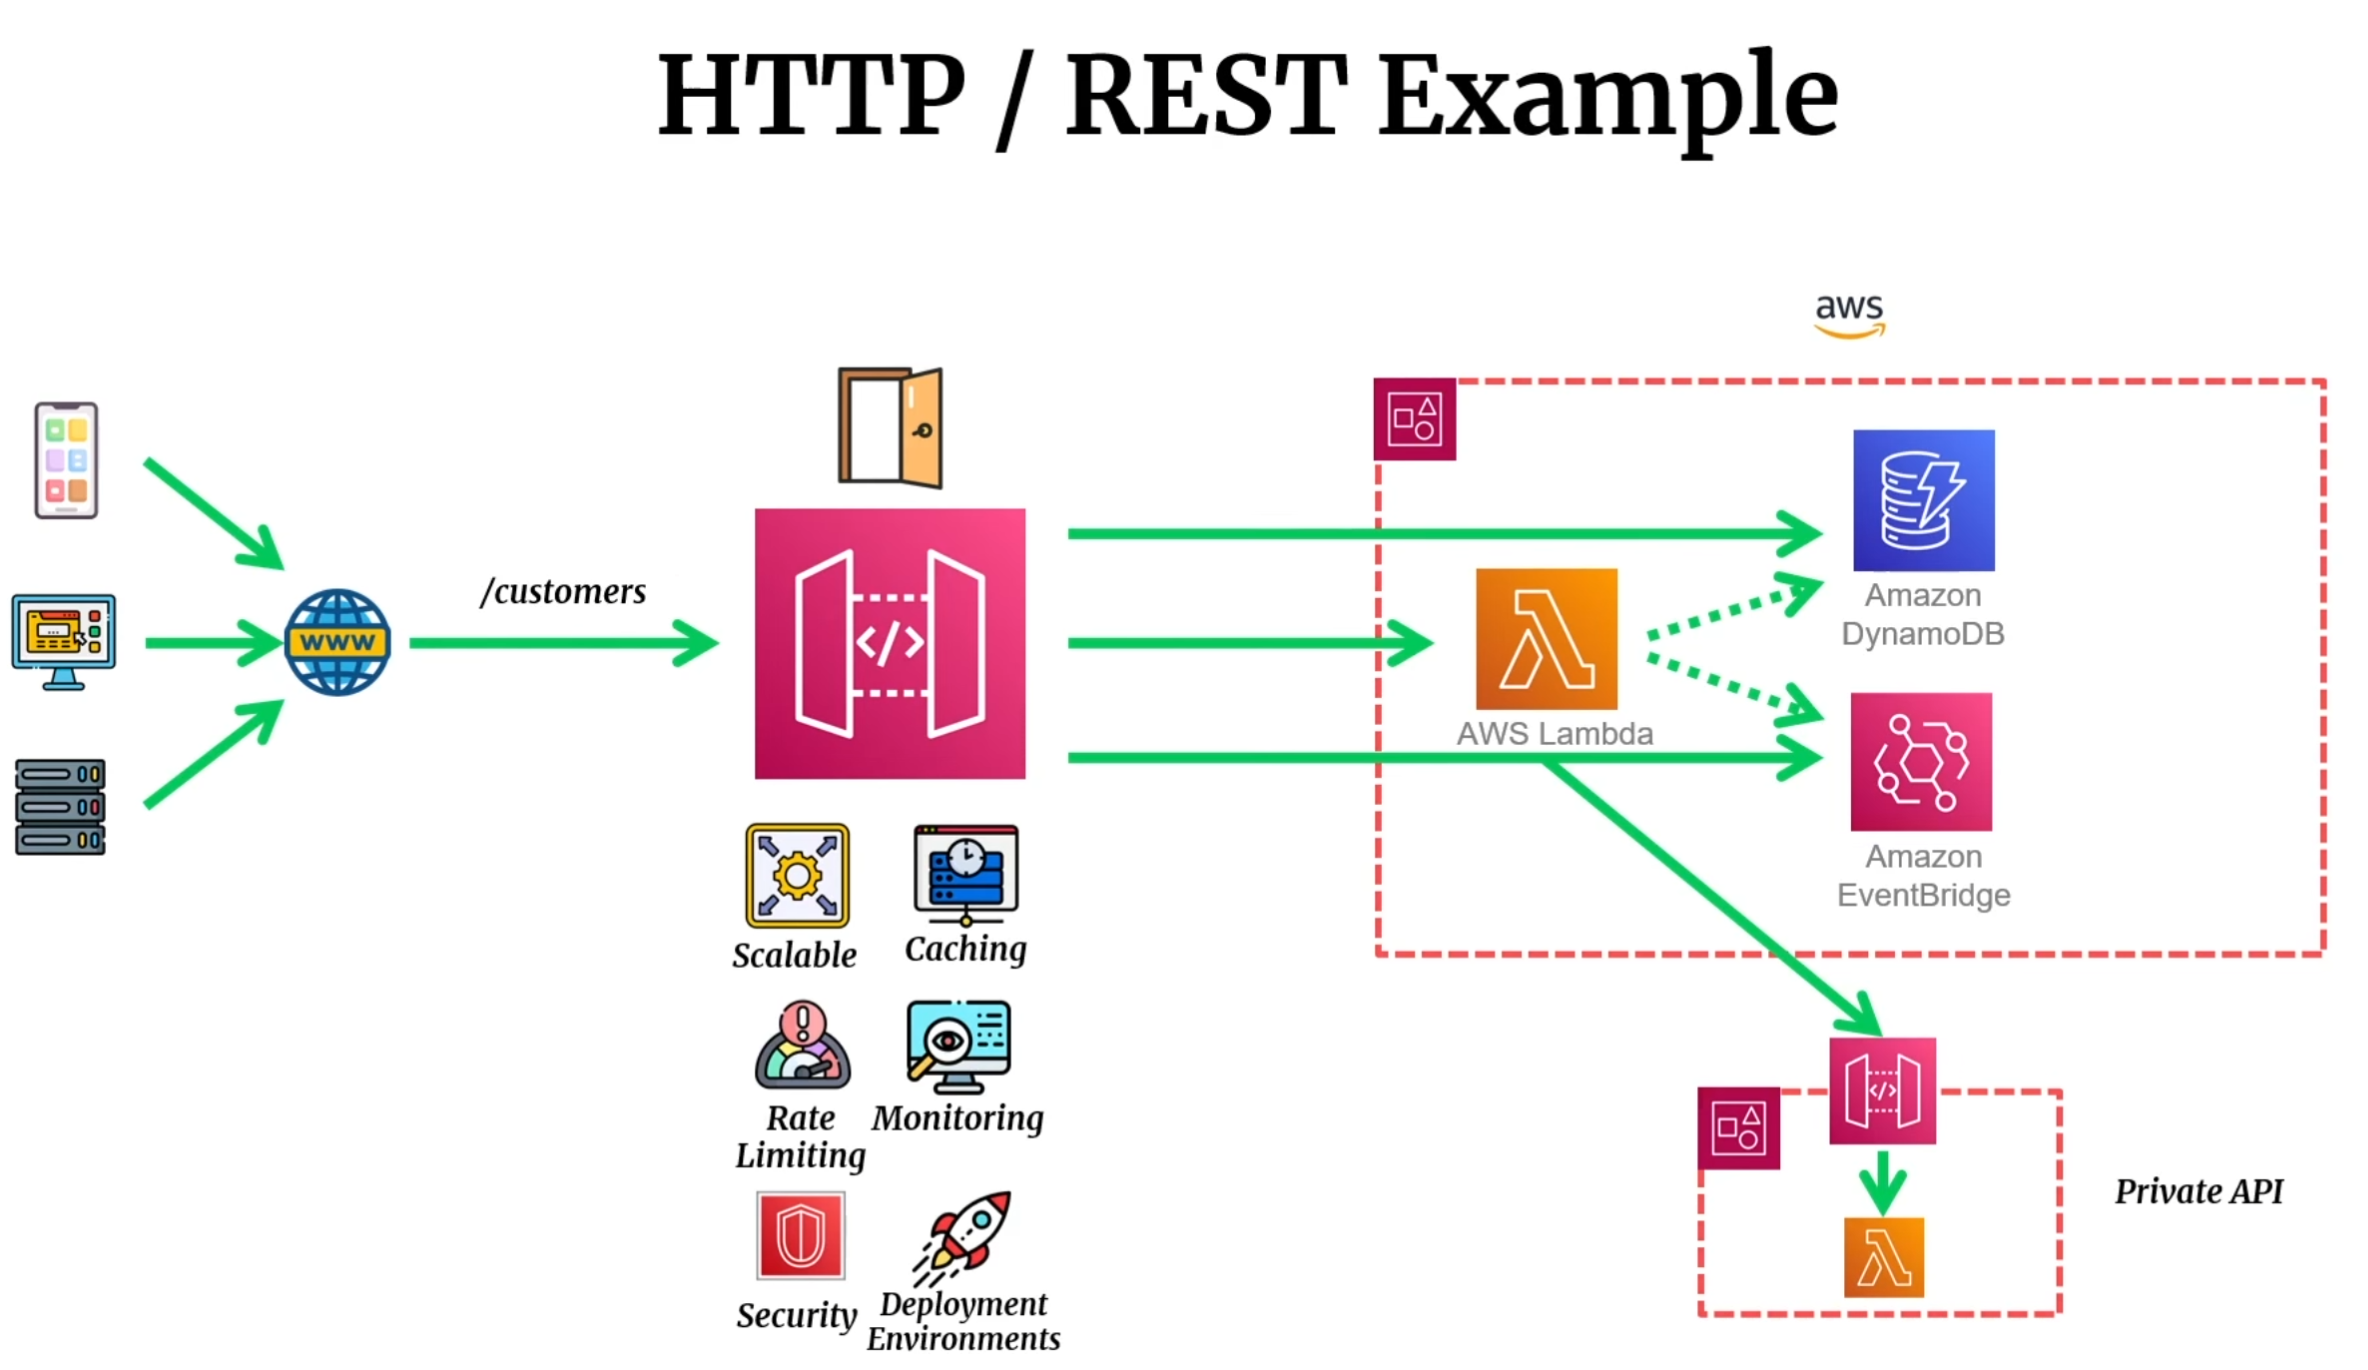 HTTP / REST Example
aws
/customers
WWW
</>
Amazon
DynamoDB
AWS Lambda
Amazon
EventBridge
Scalable
Caching
Rate
Limiting
Monitoring
Security
Deployment
Environments
</>
Private API